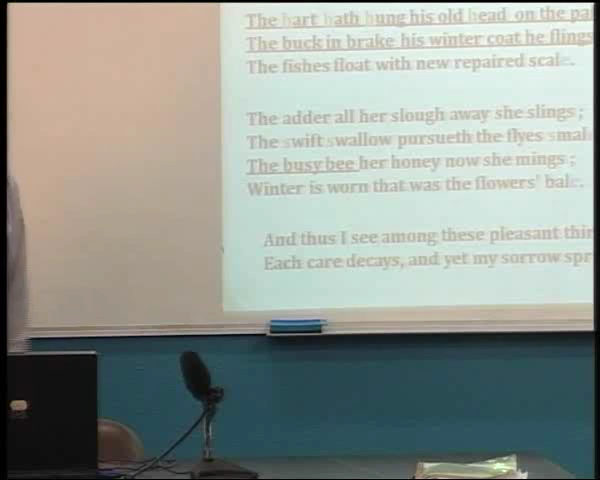 The hart hath hung his old head on the pal
The buck in brake his winter coat he flings
The fishes float with new repaired scale.
The adder all her slough away she slings ;
The swift swallow pursueth the flyes smal
The busy bee her honey now she mings ;
Winter is worn that was the flowers' bale.
And thus I see among these pleasant thin
Each care decays, and yet my sorrow spr